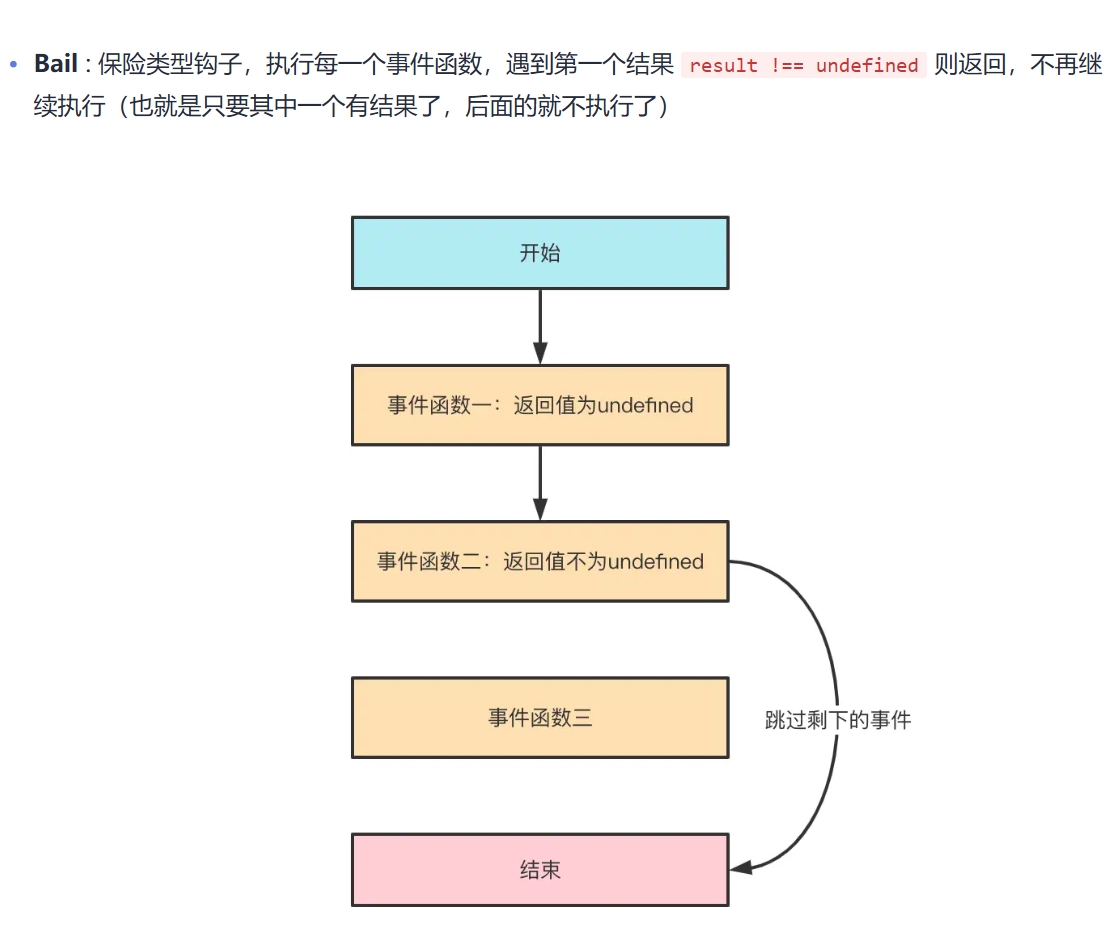 • Bail : 保险类型钩子，执行每一个事件函数，遇到第一个结果 result !== undefined 则返回，不再继
续执行（也就是只要其中一个有结果了，后面的就不执行了）
开始
事件函数一：返回值为undefined
事件函数二：返回值不为undefined
事件函数三
跳过剩下的事件
结束